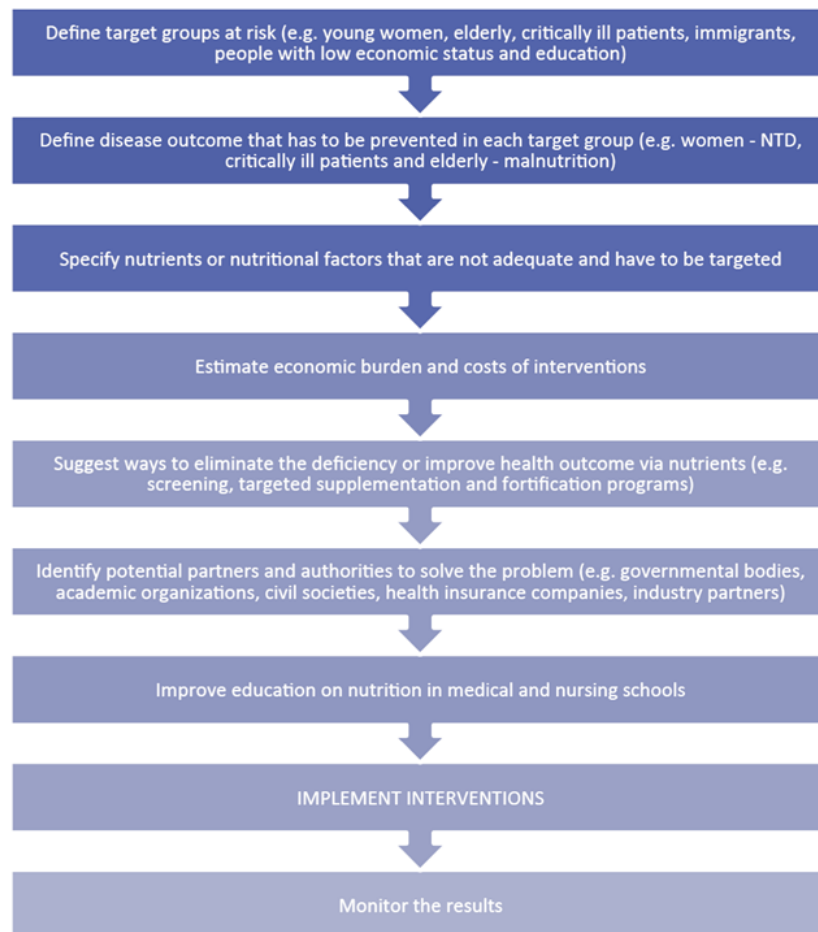 Define target groups at risk (e.g. young women, elderly, critically ill patients, immigrants,
people with low economic status and education)
Define disease outcome that has to be prevented in each target group (e.g. women - NTD,
critically ill patients and elderly - malnutrition)
Specify nutrients or nutritional factors that are not adequate and have to be targeted
Estimate economic burden and costs of interventions
Suggest ways to eliminate the deficiency or improve health outcome via nutrients (e.g.
screening, targeted supplementation and fortification programs)
Identify potential partners and authorities to solve the problem (e.g. governmental bodies,
academic organizations, civil societies, health insurance companies, industry partners)
Improve education on nutrition in medical and nursing schools
IMPLEMENT INTERVENTIONS
Monitor the results